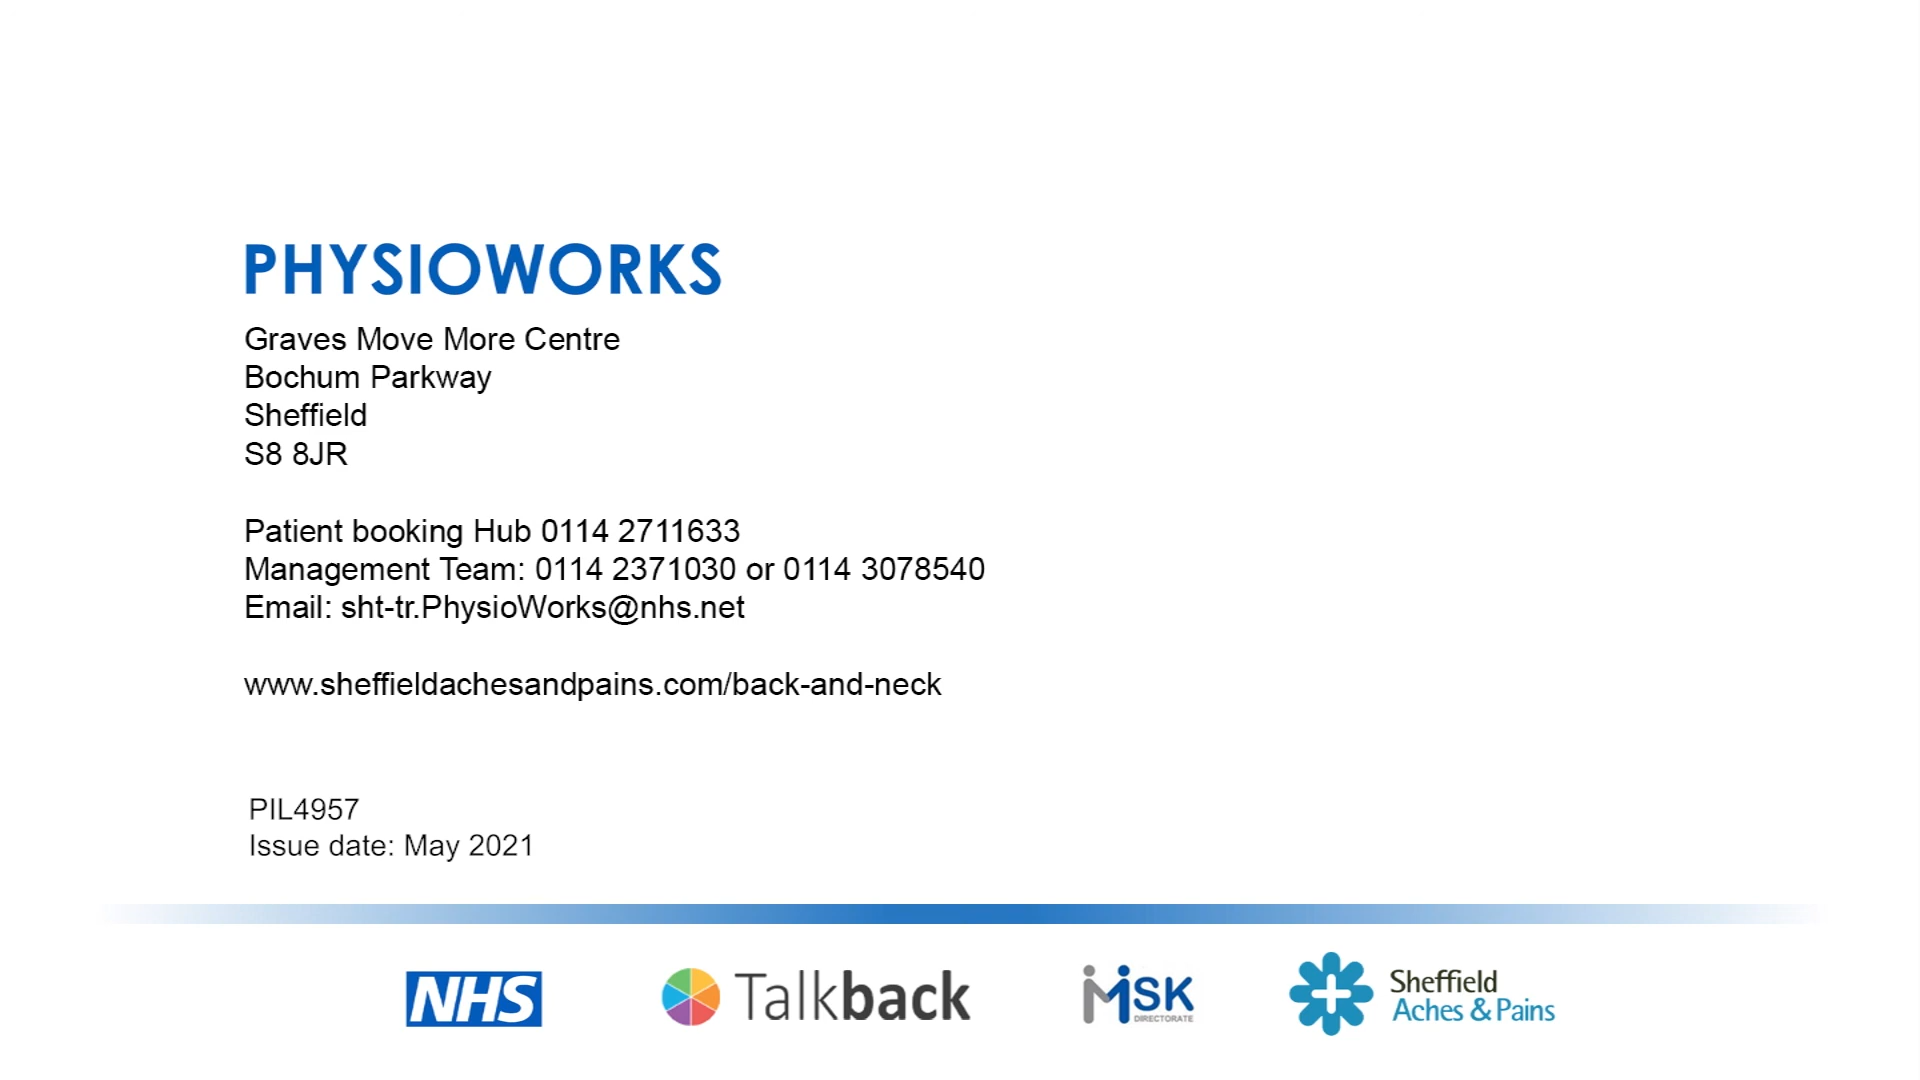 PHYSIOWORKS
Graves Move More Centre
Bochum Parkway
Sheffield
S8 8JR
Patient booking Hub 0114 2711633
Management Team: 0114 2371030 or 0114 3078540
Email: sht-tr.PhysioWorks@nhs.net
www.sheffieldachesandpains.com/back-and-neck
PIL4957
Issue date: May 2021
NHS
Talkback
MSK
DIRECTORATE
Sheffield
Aches & Pains